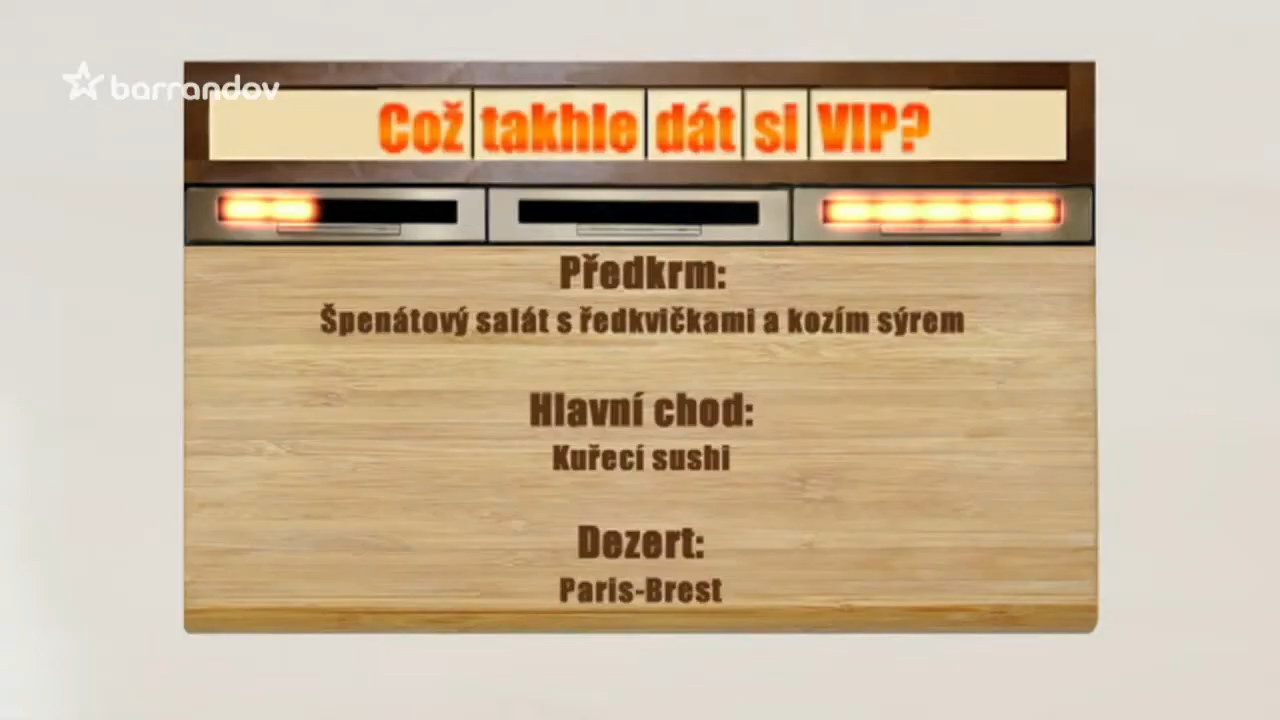 barrandov
Což takhle dát si VIP?
Předkrm:
Špenátový salát s ředkvičkami a kozím sýrem
Hlavní chod:
Kuřecí sushi
Dezert:
Paris-Brest